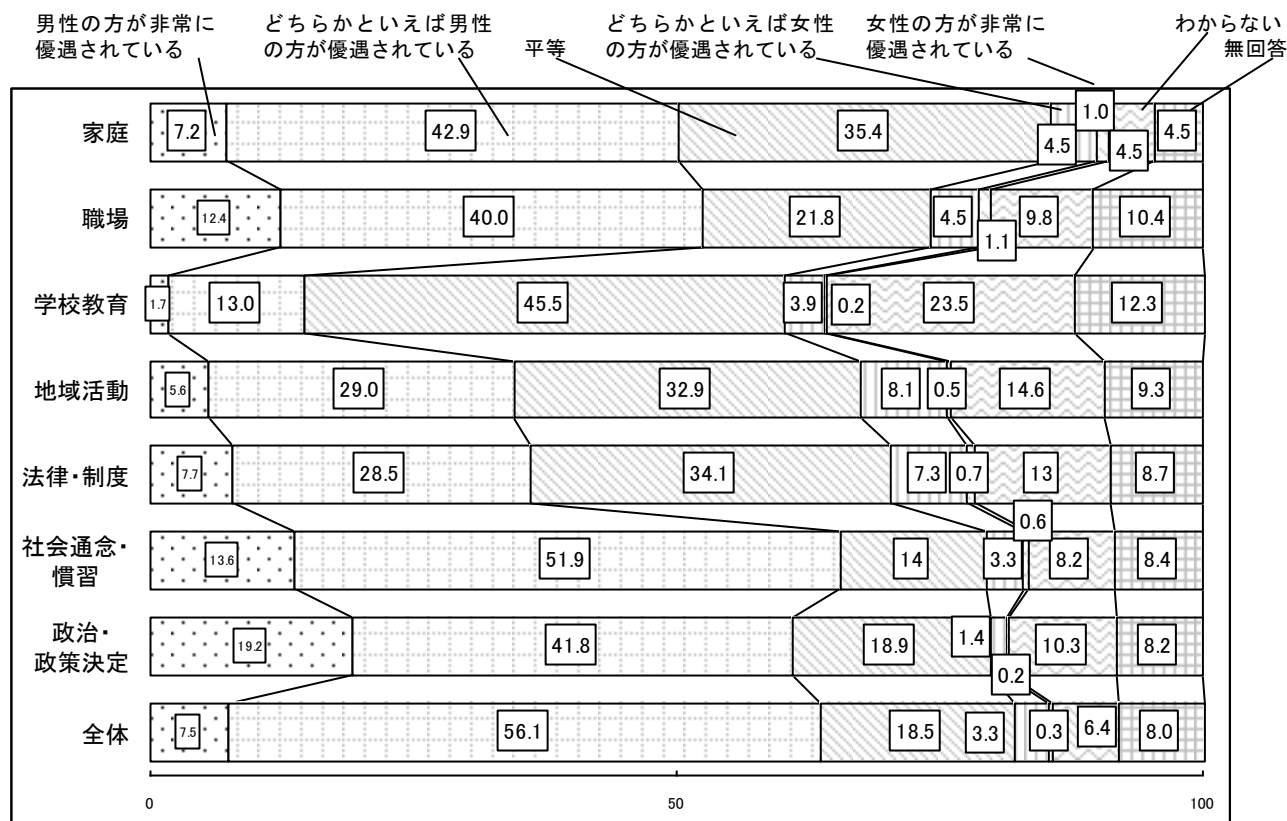 男性の方が非常に
優遇されている
どちらかといえば男性
の方が優遇されている
平等
どちらかといえば女性
の方が優遇されている
女性の方が非常に
優遇されている
わからない
無回答
家庭
7.2
42.9
35.4
4.5
1.0
4.5
4.5
職場
12.4
40.0
21.8
4.5
1.1
9.8
10.4
学校教育
1.7
13.0
45.5
3.9
0.2
23.5
12.3
地域活動
5.6
29.0
32.9
8.1
0.5
14.6
9.3
法律・制度
7.7
28.5
34.1
7.3
0.7
13
8.7
社会通念・
慣習
13.6
51.9
14
3.3
0.6
8.2
8.4
政治・
政策決定
19.2
41.8
18.9
1.4
0.2
10.3
8.2
全体
7.5
56.1
18.5
3.3
0.3
6.4
8.0
0
50
100